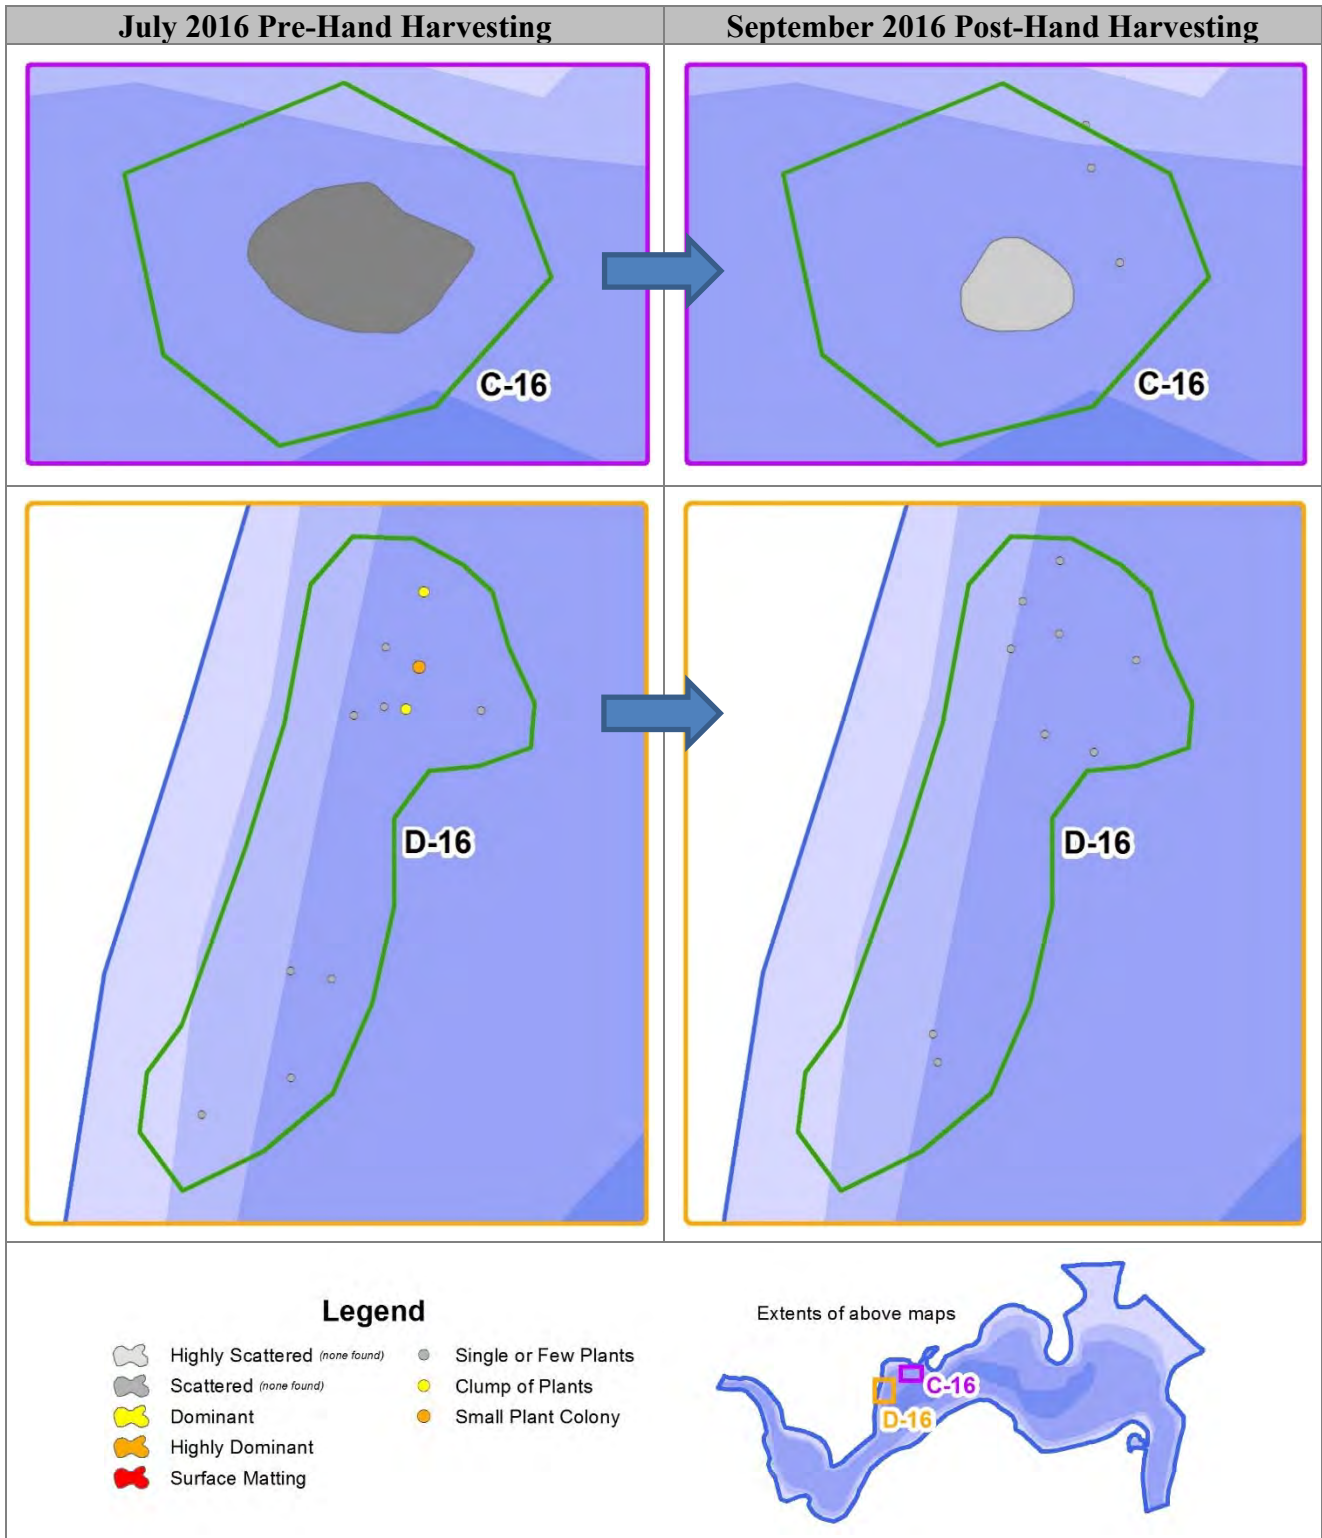 July 2016 Pre-Hand Harvesting
September 2016 Post-Hand Harvesting
C-16
C-16
D-16
D-16
Legend
Highly Scattered (none found)
Scattered (none found)
Dominant
Highly Dominant
Surface Matting
Single or Few Plants
Clump of Plants
Small Plant Colony
Extents of above maps
C-16
D-16